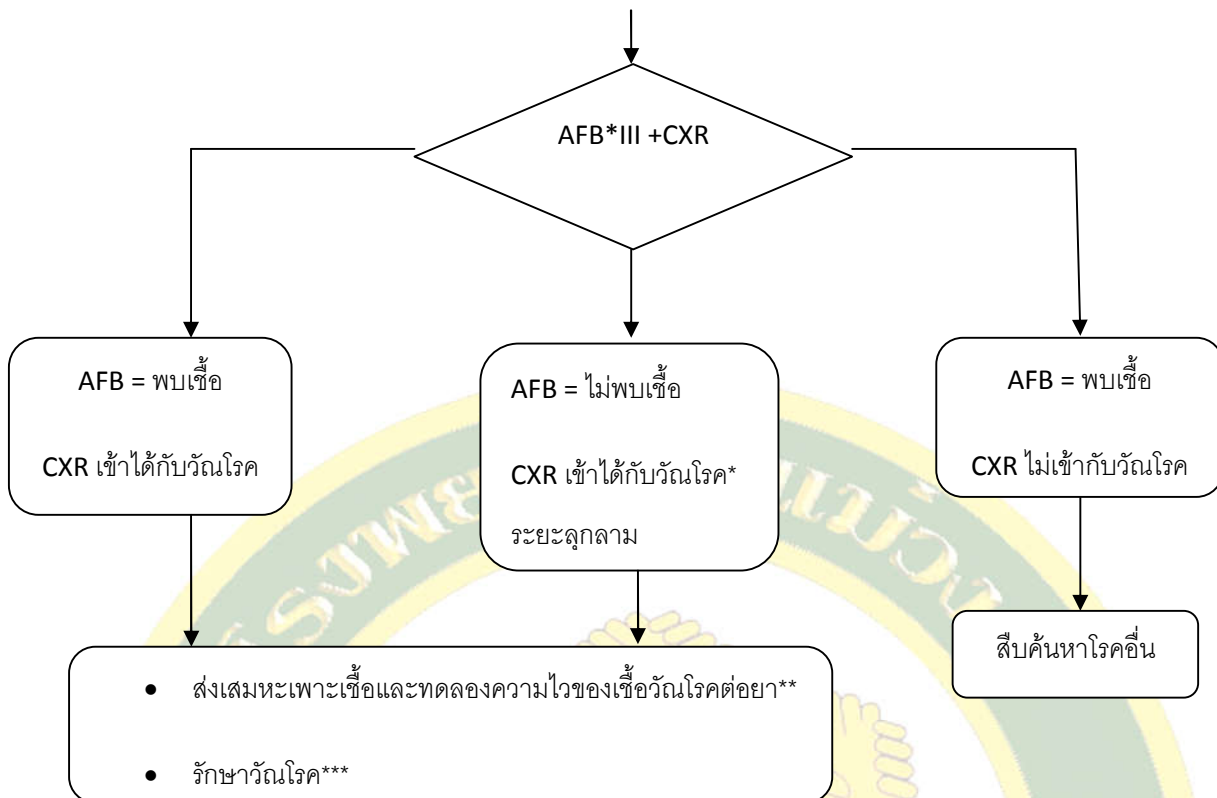 AFB*III +CXR
AFB = พบเชื้อ
CXR เข้าได้กับวัณโรค
AFB = ไม่พบเชื้อ
CXR เข้าได้กับวัณโรค*
ระยะลุกลาม
AFB = พบเชื้อ
CXR ไม่เข้ากับวัณโรค
สืบค้นหาโรคอื่น
• ส่งเสมหะเพาะเชื้อและทดลองความไวของเชื้อวัณโรคต่อยา**
• รักษาวัณโรค***